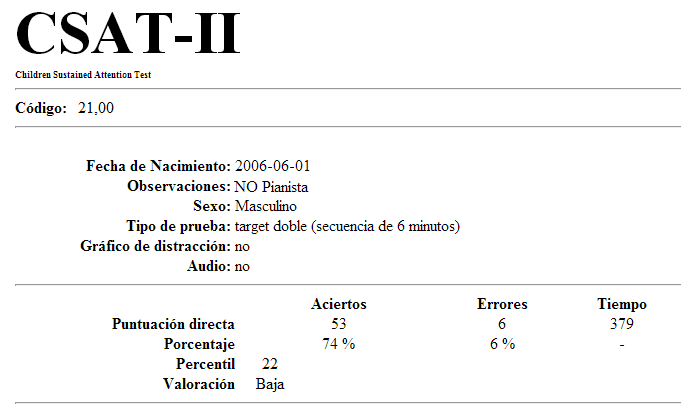 CSAT-II
Children Sustained Attention Test
Código: 21,00
Fecha de Nacimiento: 2006-06-01
Observaciones: NO Pianista
Sexo: Masculino
Tipo de prueba: target doble (secuencia de 6 minutos)
Gráfico de distracción: no
Audio: no
Aciertos Errores Tiempo
Puntuación directa 53 6 379
Porcentaje 74 % 6 % -
Percentil 22
Valoración Baja